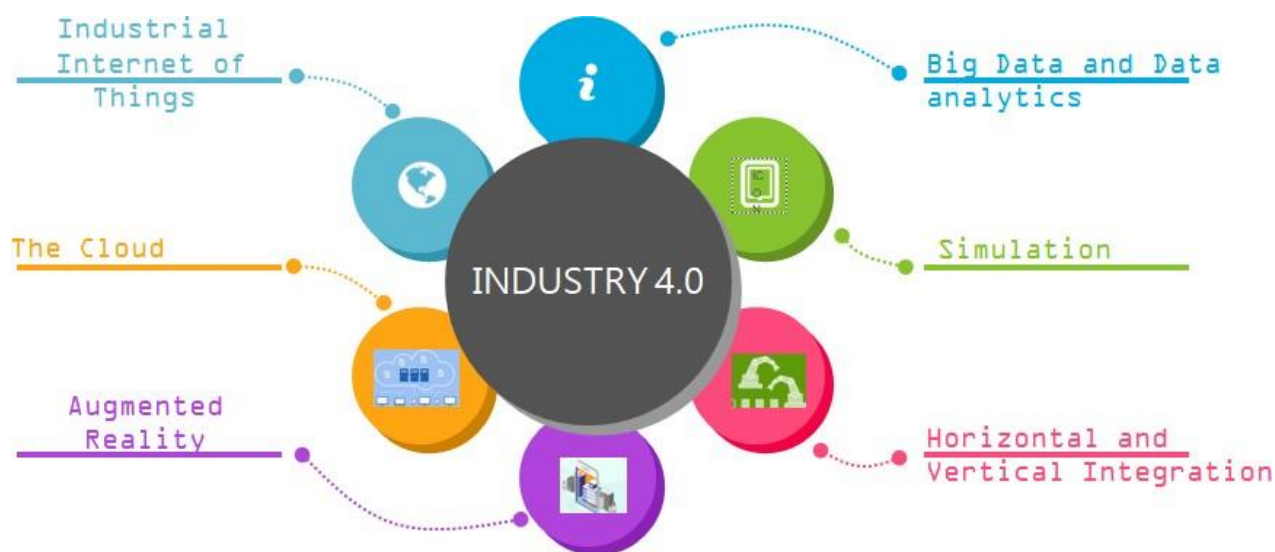 Industrial
Internet of
Things
Big Data and Data
analytics
IC
O
N
The Cloud
INDUSTRY 4.0
Simulation
S
S
S
S
S
Augmented
Reality
Horizontal and
Vertical Integration